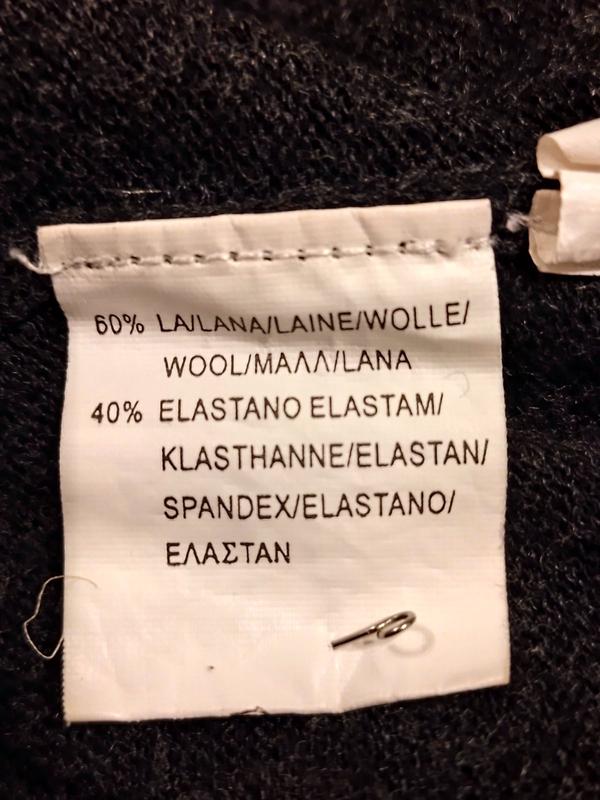 60% LA/LANA/LAINE/WOLLE/
WOOL/ΜΑΛΛ/LANA
40% ELASTANO ELASTAM/
KLASTHANNE/ELASTAN/
SPANDEX/ELASTANO/
ΕΛΑΣΤΑΝ